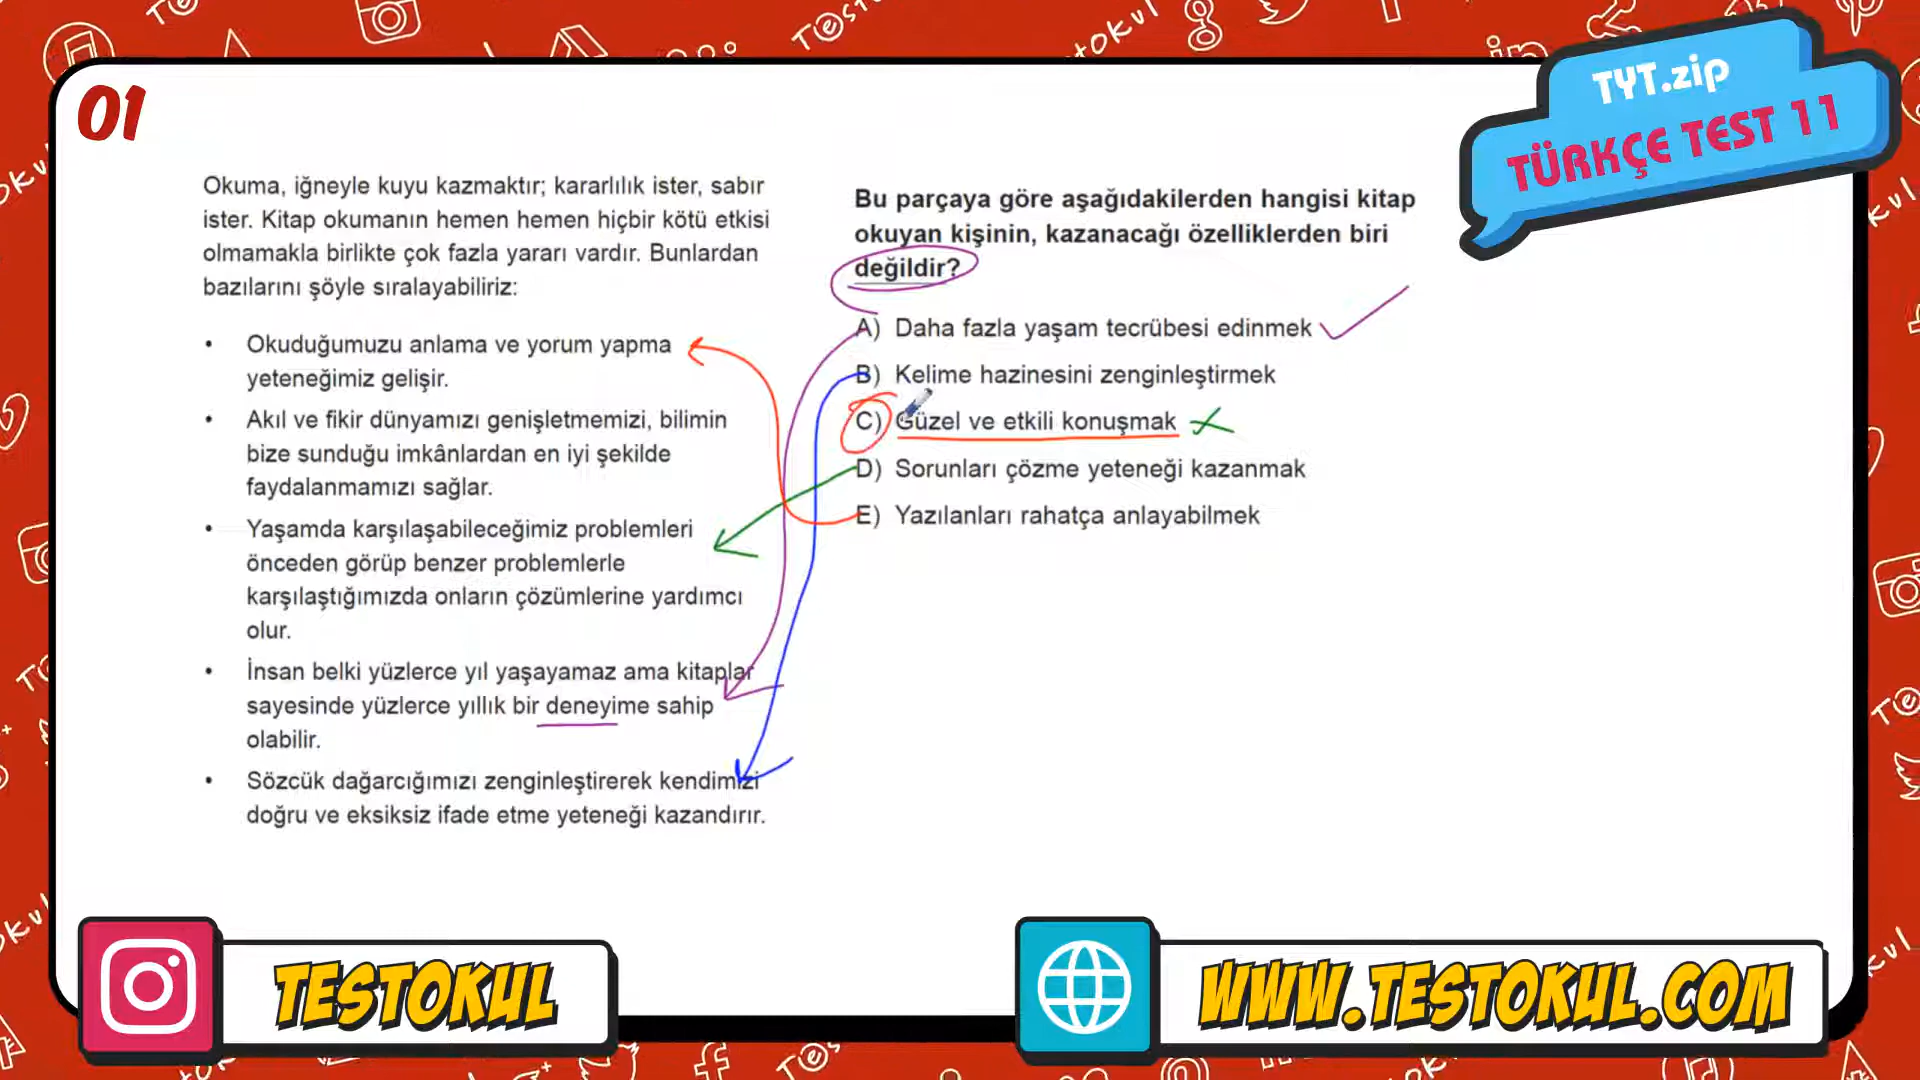 01
TYT.zip
TÜRKÇE TEST 11
Okuma, iğneyle kuyu kazmaktır; kararlılık ister, sabır
ister. Kitap okumanın hemen hemen hiçbir kötü etkisi
olmamakla birlikte çok fazla yararı vardır. Bunlardan
bazılarını şöyle sıralayabiliriz:
• Okuduğumuzu anlama ve yorum yapma
yeteneğimiz gelişir.
• Akıl ve fikir dünyamızı genişletmemizi, bilimin
bize sunduğu imkânlardan en iyi şekilde
faydalanmamızı sağlar.
• Yaşamda karşılaşabileceğimiz problemleri
önceden görüp benzer problemlerle
karşılaştığımızda onların çözümlerine yardımcı
olur.
• İnsan belki yüzlerce yıl yaşayamaz ama kitaplar
sayesinde yüzlerce yıllık bir deneyime sahip
olabilir.
• Sözcük dağarcığımızı zenginleştirerek kendimizi
doğru ve eksiksiz ifade etme yeteneği kazandırır.
Bu parçaya göre aşağıdakilerden hangisi kitap
okuyan kişinin, kazanacağı özelliklerden biri
değildir?
A) Daha fazla yaşam tecrübesi edinmek
B) Kelime hazinesini zenginleştirmek
C) Güzel ve etkili konuşmak
D) Sorunları çözme yeteneği kazanmak
E) Yazılanları rahatça anlayabilmek
TESTOKUL
WWW.TESTOKUL.COM